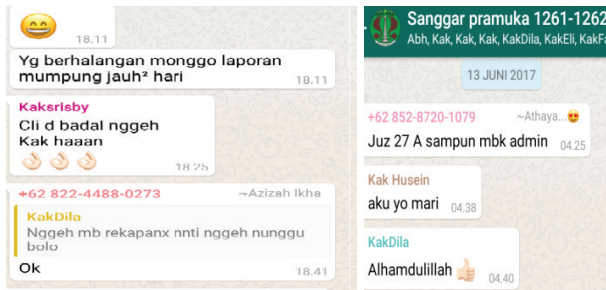 18.11
Yg berhalangan monggo laporan
mumpung jauh² hari 18.11
Kaksrisby
Cli d badal nggeh
Kak haaan
👌🏻👌🏻👌🏻 18.25
+62 822-4488-0273 ~Azizah Ikha
KakDila
Nggeh mb rekapanx nnti nggeh nunggu
bolo
Ok 18.41
Sanggar pramuka 1261-1262
Abh, Kak, Kak, Kak, KakDila, KakEli, KakFa
13 JUNI 2017
+62 852-8720-1079 ~Athaya...😍
Juz 27 A sampun mbk admin 04.25
Kak Husein
aku yo mari 04.38
KakDila
Alhamdulillah 👍🏻 04.40